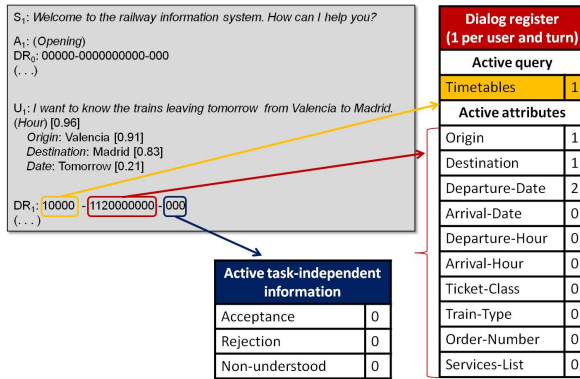 S1: Welcome to the railway information system. How can I help you?
A1: (Opening)
DR0: 00000-0000000000-000
(. . .)
U1: I want to know the trains leaving tomorrow from Valencia to Madrid.
(Hour) [0.96]
Origin: Valencia [0.91]
Destination: Madrid [0.83]
Date: Tomorrow [0.21]
DR1: 10000 - 1120000000 - 000
(. . .)
Active task-independent
information
Acceptance 0
Rejection 0
Non-understood 0
Dialog register
(1 per user and turn)
Active query
Timetables 1
Active attributes
Origin 1
Destination 1
Departure-Date 2
Arrival-Date 0
Departure-Hour 0
Arrival-Hour 0
Ticket-Class 0
Train-Type 0
Order-Number 0
Services-List 0